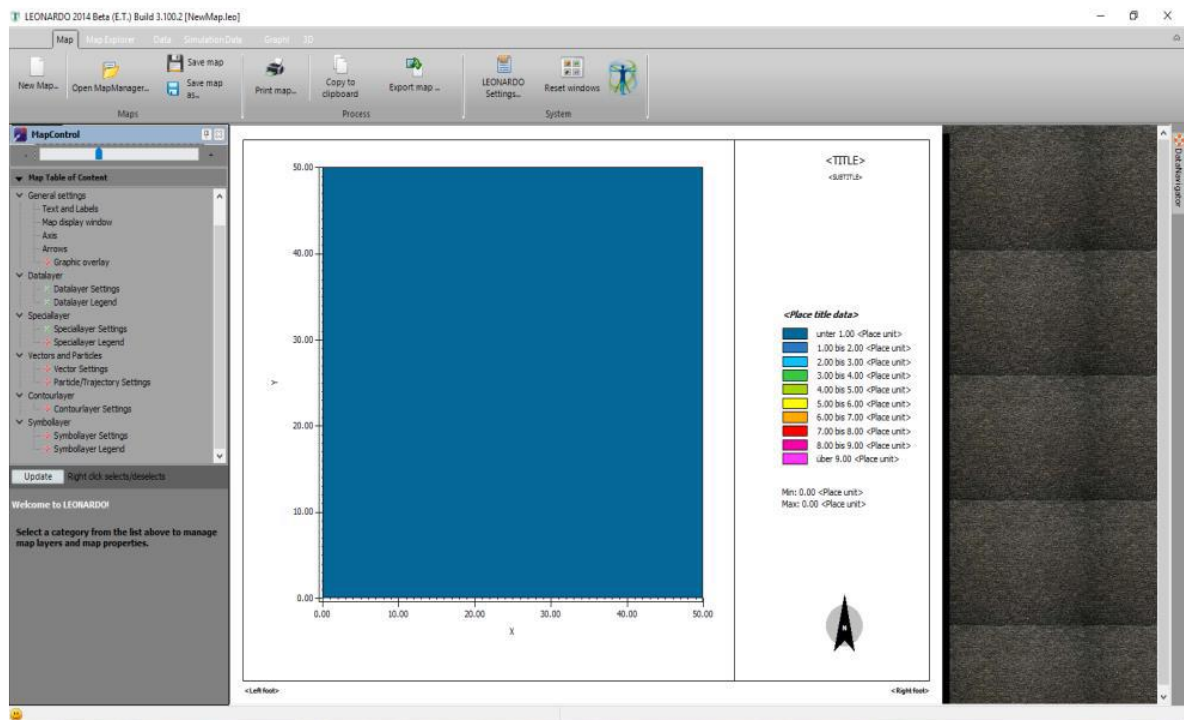 LEONARDO 2014 Beta (E.T.) Build 3.100.2 [NewMap.leo]
Map Map Explorer Data Simulation Data Graph! 3D
New Map...
Open MapManager...
Save map
Save map as...
Maps
Print map...
Copy to clipboard
Export map ...
Process
LEONARDO Settings...
Reset windows
System
MapControl
- +
Map Table of Content
General settings
Text and Labels
Map display window
Axis
Arrows
Graphic overlay
Datalayer
Datalayer Settings
Datalayer Legend
Speciallayer
Speciallayer Settings
Speciallayer Legend
Vectors and Particles
Vector Settings
Particle/Trajectory Settings
Contourlayer
Contourlayer Settings
Symbollayer
Symbollayer Settings
Symbollayer Legend
Update Right click selects/deselects
Welcome to LEONARDO!
Select a category from the list above to manage
map layers and map properties.
50.00
40.00
30.00
Y
20.00
10.00
0.00
0.00 10.00 20.00 30.00 40.00 50.00
X
<Left foot>
<TITLE>
<SUBTITLE>
<Place title data>
unter 1.00 <Place unit>
1.00 bis 2.00 <Place unit>
2.00 bis 3.00 <Place unit>
3.00 bis 4.00 <Place unit>
4.00 bis 5.00 <Place unit>
5.00 bis 6.00 <Place unit>
6.00 bis 7.00 <Place unit>
7.00 bis 8.00 <Place unit>
8.00 bis 9.00 <Place unit>
über 9.00 <Place unit>
Min: 0.00 <Place unit>
Max: 0.00 <Place unit>
N
<Right foot>
DataNavigator